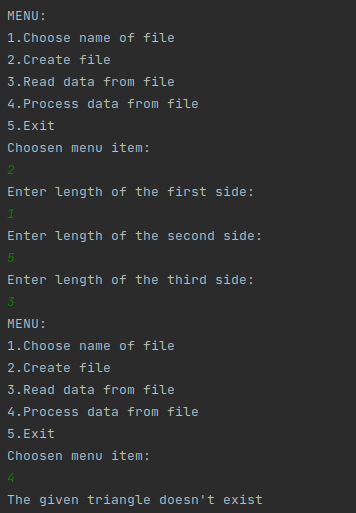 MENU:
1.Choose name of file
2.Create file
3.Read data from file
4.Process data from file
5.Exit
Choosen menu item:
2
Enter length of the first side:
1
Enter length of the second side:
5
Enter length of the third side:
3
MENU:
1.Choose name of file
2.Create file
3.Read data from file
4.Process data from file
5.Exit
Choosen menu item:
4
The given triangle doesn't exist